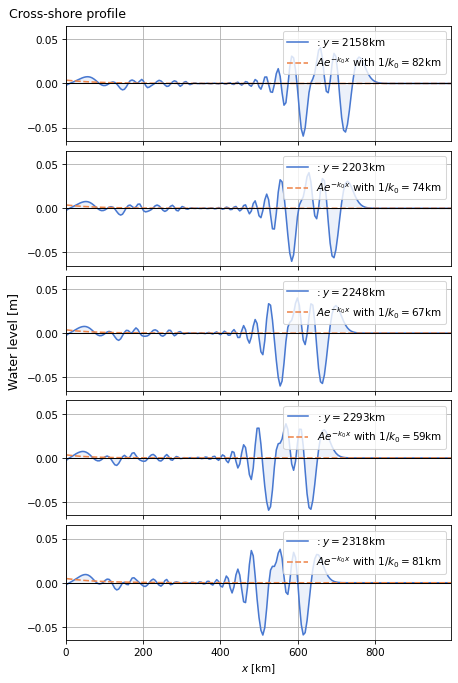 Cross-shore profile
0.05
0.00
−0.05
: y = 2158km
Ae^{−k_0x} with 1/k_0 = 82km
0.05
0.00
−0.05
: y = 2203km
Ae^{−k_0x} with 1/k_0 = 74km
Water level [m]
0.05
0.00
−0.05
: y = 2248km
Ae^{−k_0x} with 1/k_0 = 67km
0.05
0.00
−0.05
: y = 2293km
Ae^{−k_0x} with 1/k_0 = 59km
0.05
0.00
−0.05
: y = 2318km
Ae^{−k_0x} with 1/k_0 = 81km
0 200 400 600 800
x [km]